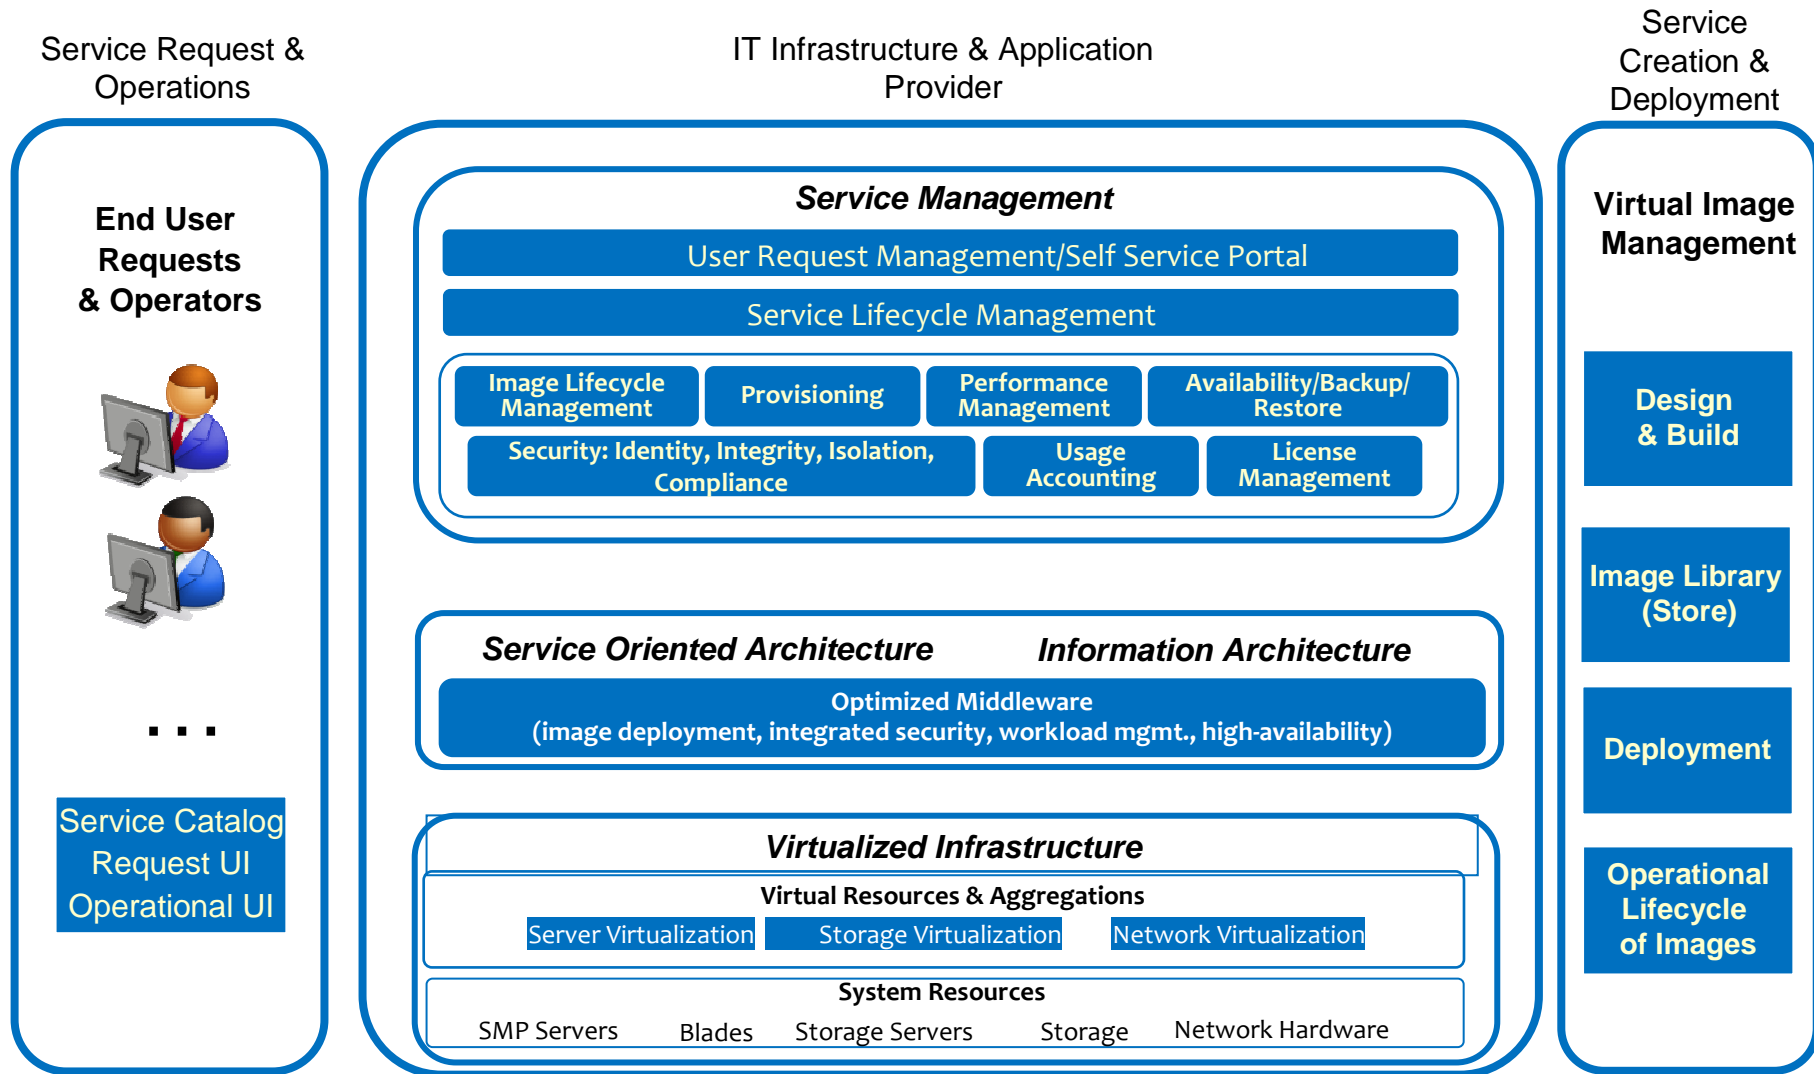 Service Request &
Operations
IT Infrastructure & Application
Provider
Service
Creation &
Deployment
End User
Requests
& Operators
...
Service Catalog
Request UI
Operational UI
Service Management
User Request Management/Self Service Portal
Service Lifecycle Management
Image Lifecycle
Management
Provisioning
Performance
Management
Availability/Backup/
Restore
Security: Identity, Integrity, Isolation,
Compliance
Usage
Accounting
License
Management
Service Oriented Architecture
Information Architecture
Optimized Middleware
(image deployment, integrated security, workload mgmt., high-availability)
Virtualized Infrastructure
Virtual Resources & Aggregations
Server Virtualization
Storage Virtualization
Network Virtualization
System Resources
SMP Servers
Blades
Storage Servers
Storage
Network Hardware
Virtual Image
Management
Design
& Build
Image Library
(Store)
Deployment
Operational
Lifecycle
of Images